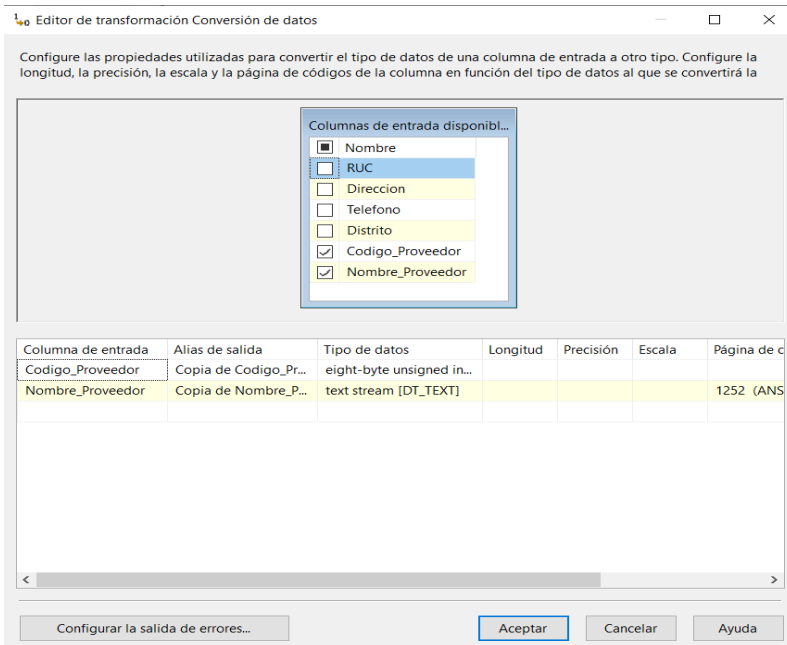 Editor de transformación Conversión de datos
Configure las propiedades utilizadas para convertir el tipo de datos de una columna de entrada a otro tipo. Configure la
longitud, la precisión, la escala y la página de códigos de la columna en función del tipo de datos al que se convertirá la
Columnas de entrada disponibl...
Nombre
RUC
Direccion
Telefono
Distrito
Codigo_Proveedor
Nombre_Proveedor
Columna de entrada Alias de salida Tipo de datos Longitud Precisión Escala Página de c
Codigo_Proveedor Copia de Codigo_Pr... eight-byte unsigned in...
Nombre_Proveedor Copia de Nombre_P... text stream [DT_TEXT] 1252 (ANS
Configurar la salida de errores... Aceptar Cancelar Ayuda